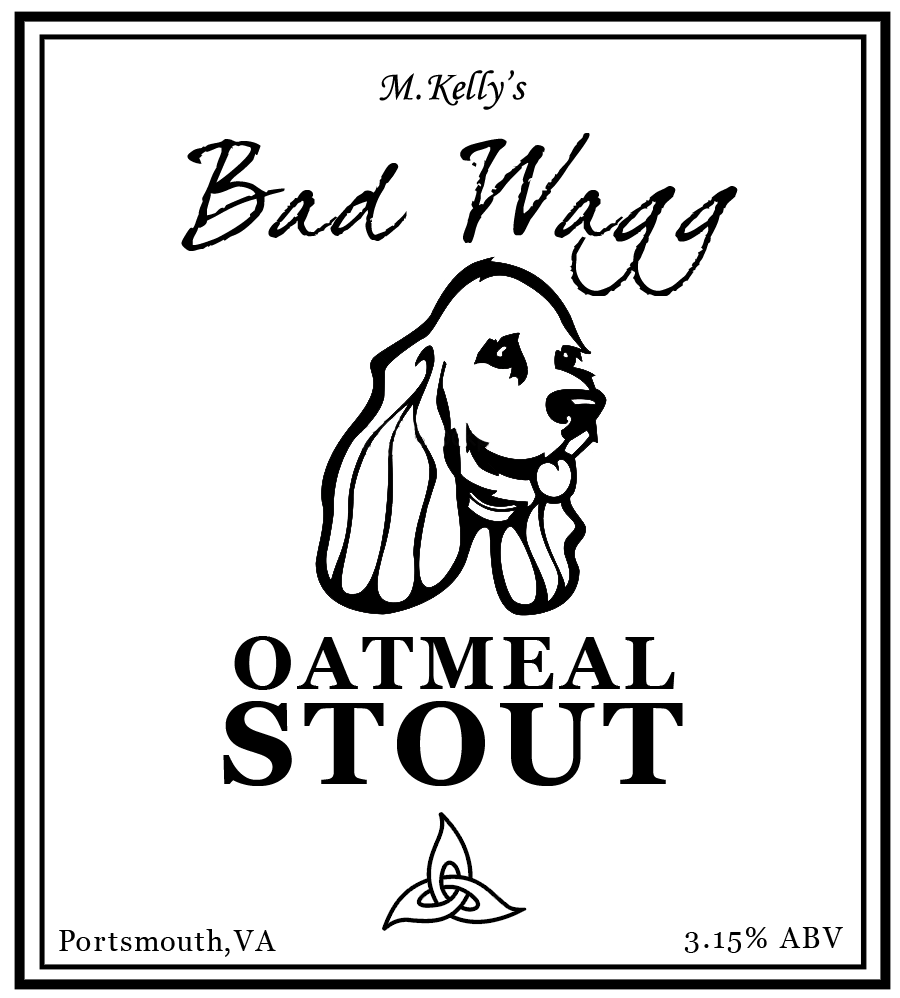 M. Kelly's
Bad Wagg
OATMEAL
STOUT
Portsmouth,VA
3.15% ABV